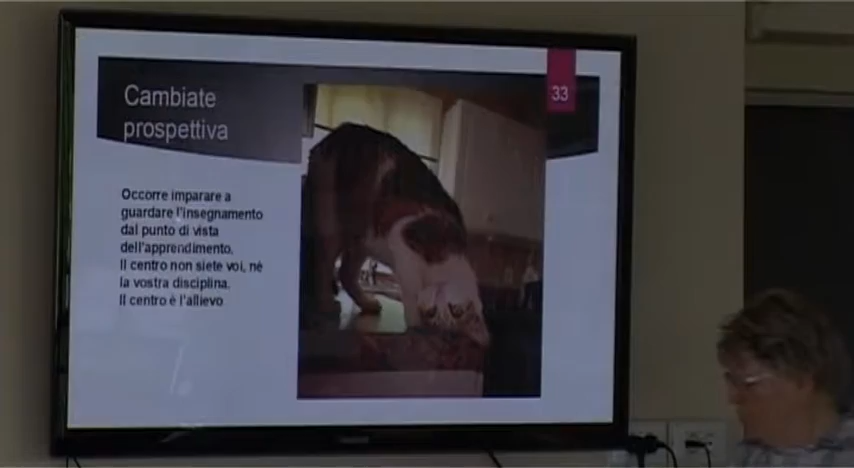 Cambiate
prospettiva
33
Occorre imparare a
guardare l'insegnamento
dal punto di vista
dell'apprendimento.
Il centro non siete voi, nè
la vostra disciplina.
Il centro è l'allievo